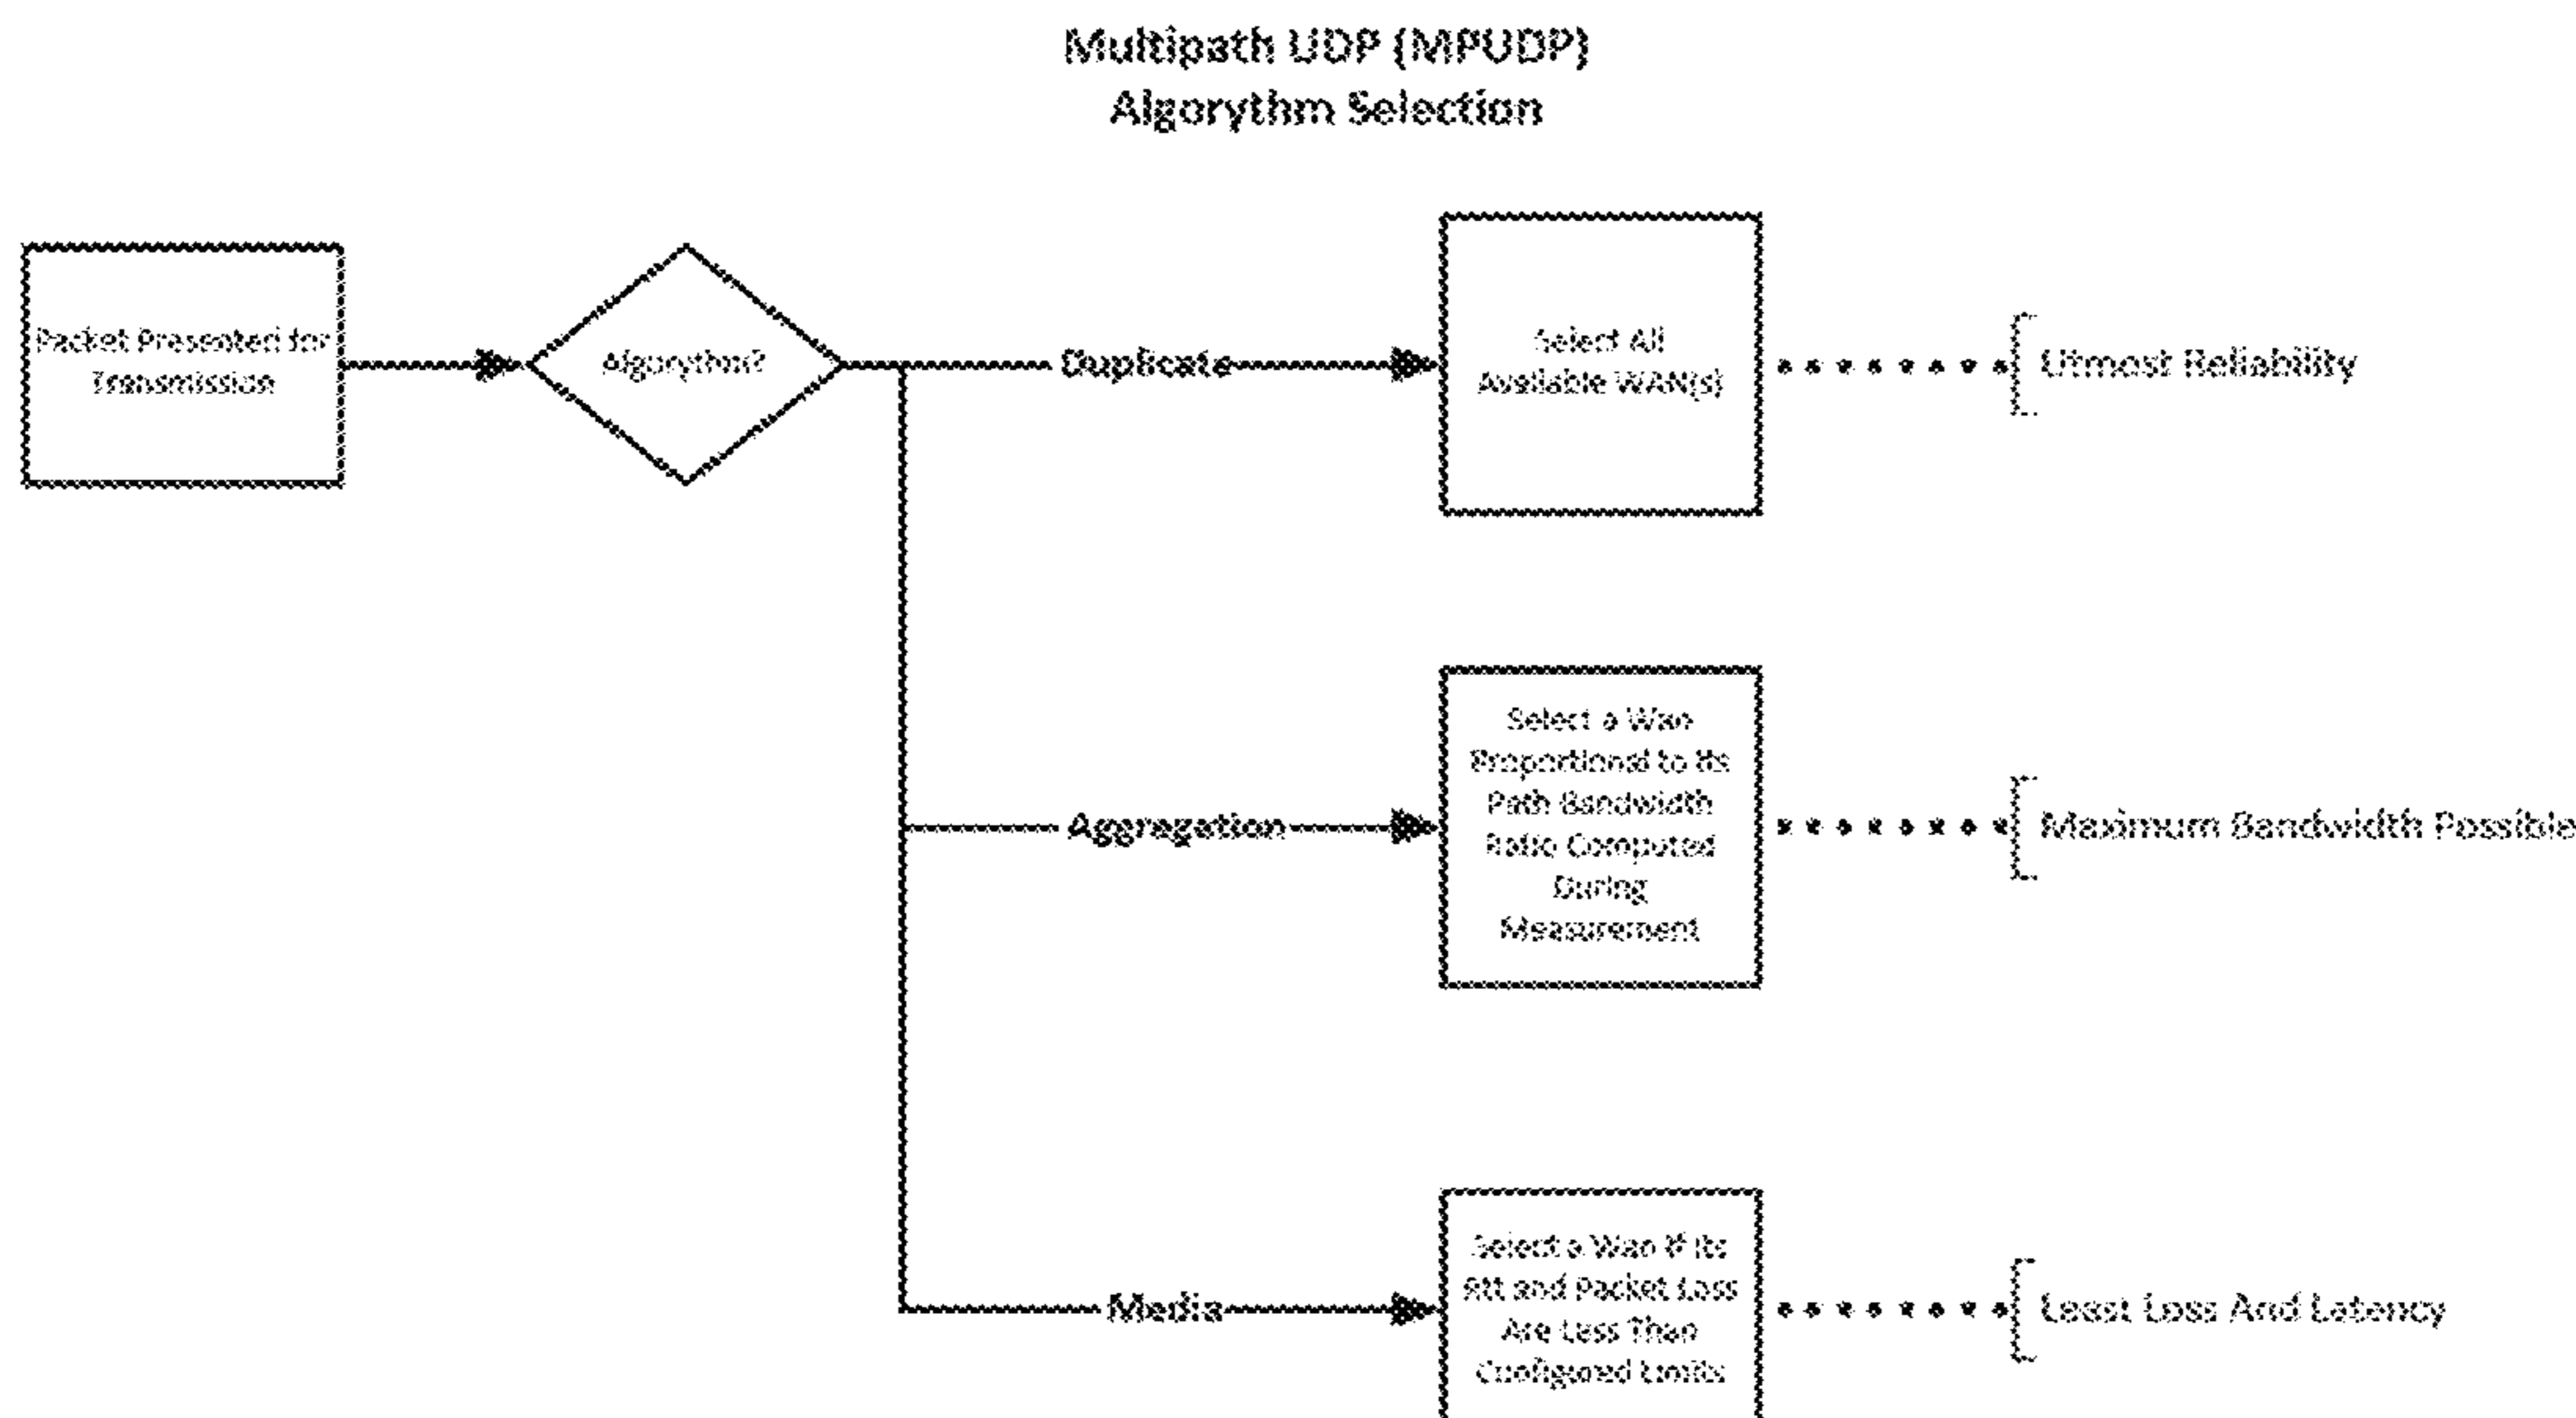 Multipath UDP (MPUDP)
Algorythm Selection
Packet Presented for
Transmission
Algorythm?
Duplicate
Select All
Available WAN(s)
Utmost Reliability
Aggregation
Select a Wan
Proportional to Its
Path Bandwidth
Ratio Computed
During
Measurement
Maximum Bandwidth Possible
Media
Select a Wan if Its
Rtt and Packet Loss
Are Less Than
Configured Limits
Least Loss And Latency